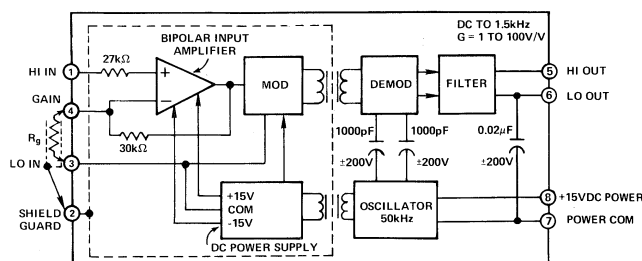 BIPOLAR INPUT
AMPLIFIER
DC TO 1.5kHz
G = 1 TO 100V/V
HI IN
1
27kΩ
+
−
MOD
DEMOD
FILTER
5
HI OUT
6
LO OUT
GAIN
4
30kΩ
1000pF
1000pF
0.02μF
Rg
±200V
±200V
±200V
LO IN
3
+15V
COM
-15V
OSCILLATOR
50kHz
8
+15VDC POWER
7
POWER COM
SHIELD
GUARD
2
DC POWER SUPPLY